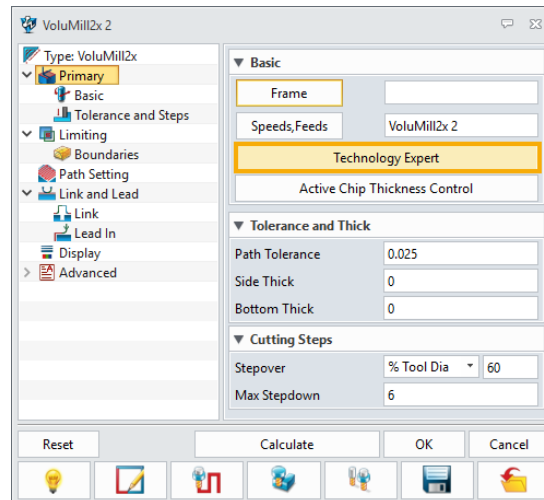 VoluMill2x 2
Type: VoluMill2x
Primary
Basic
Tolerance and Steps
Limiting
Boundaries
Path Setting
Link and Lead
Link
Lead In
Display
Advanced
Basic
Frame
Speeds,Feeds VoluMill2x 2
Technology Expert
Active Chip Thickness Control
Tolerance and Thick
Path Tolerance 0.025
Side Thick 0
Bottom Thick 0
Cutting Steps
Stepover % Tool Dia 60
Max Stepdown 6
Reset Calculate OK Cancel